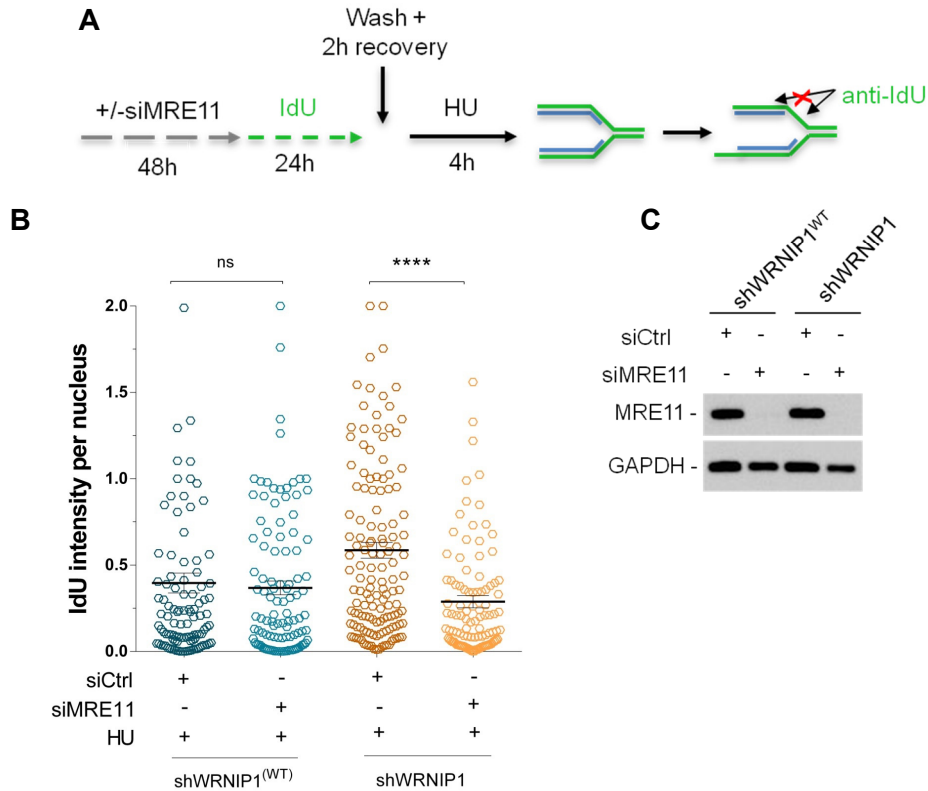 A
Wash +
2h recovery
+/-siMRE11
IdU
HU
anti-IdU
48h
24h
4h
B
ns
****
IdU intensity per nucleus
2.0
1.5
1.0
0.5
0.0
siCtrl + - + -
siMRE11 - + - +
HU + + + +
shWRNIP1(WT)
shWRNIP1
C
shWRNIP1WT
shWRNIP1
siCtrl + - + -
siMRE11 - + - +
MRE11 -
GAPDH -